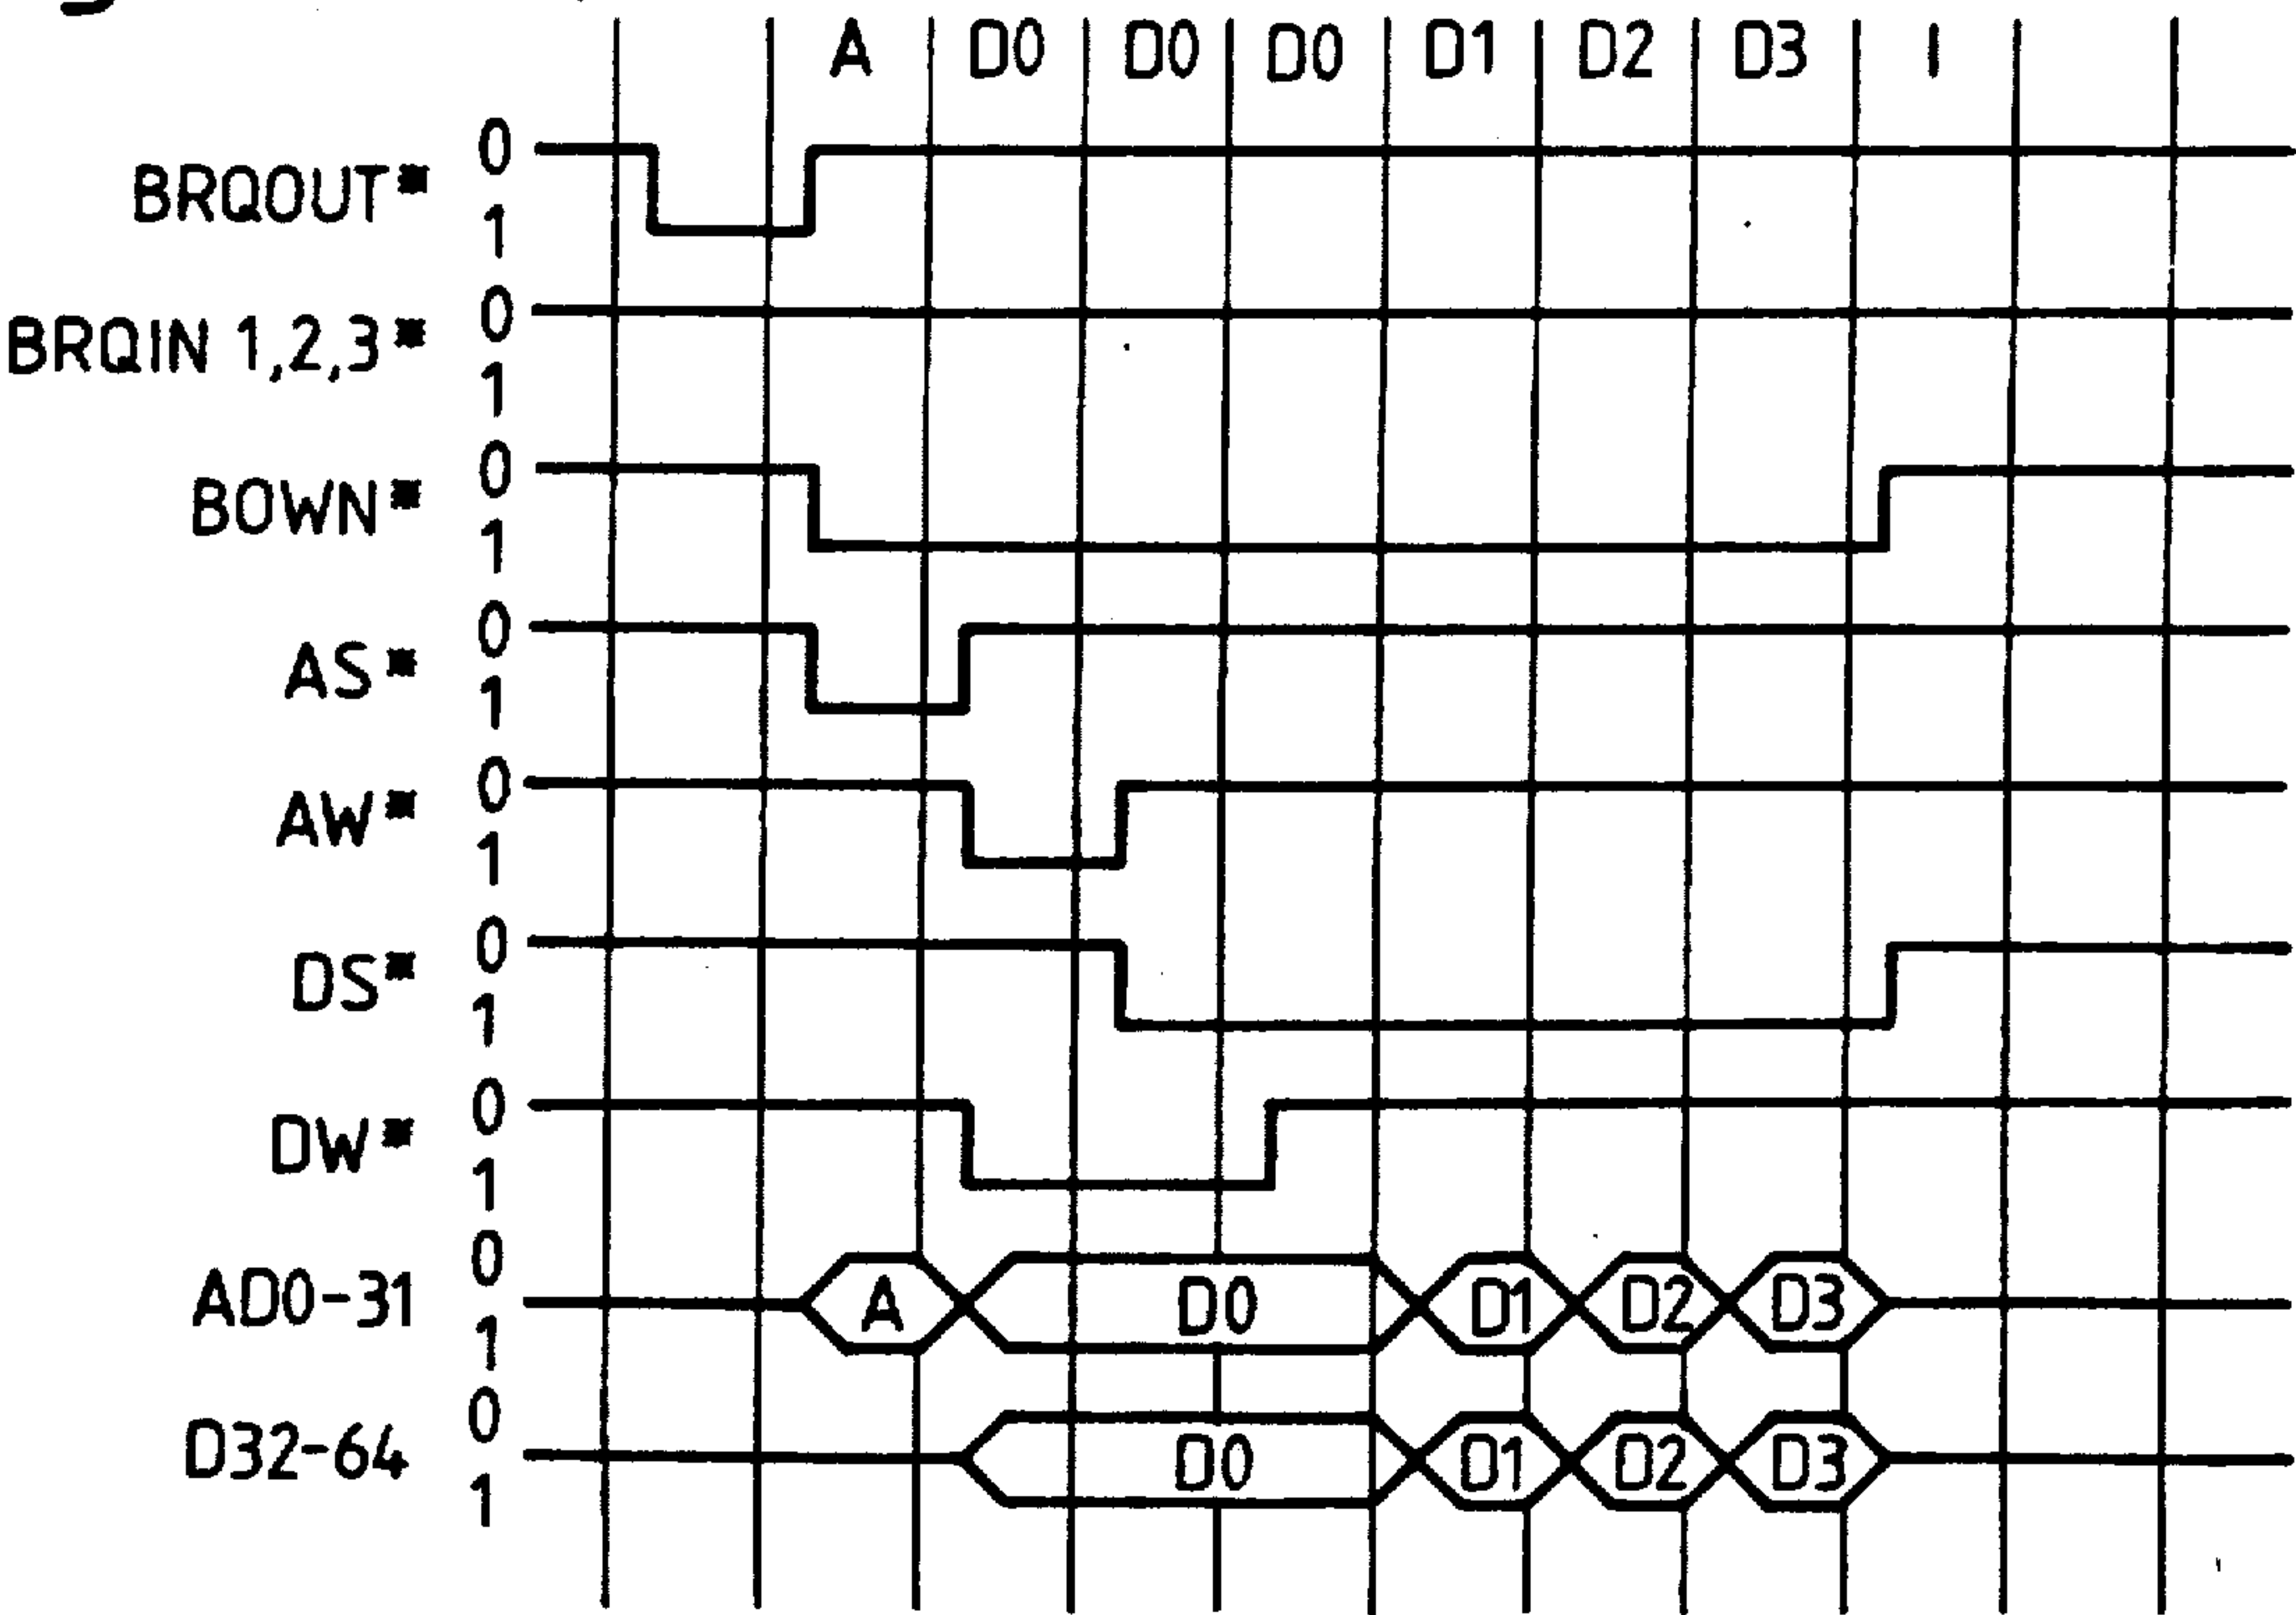 A D0 D0 D0 D1 D2 D3 I
BRQOUT* 0
1
BRQIN 1,2,3* 0
1
BOWN* 0
1
AS* 0
1
AW* 0
1
DS* 0
1
DW* 0
1
AD0-31 0
1
A D0 D1 D2 D3
D32-64 0
1
D0 D1 D2 D3